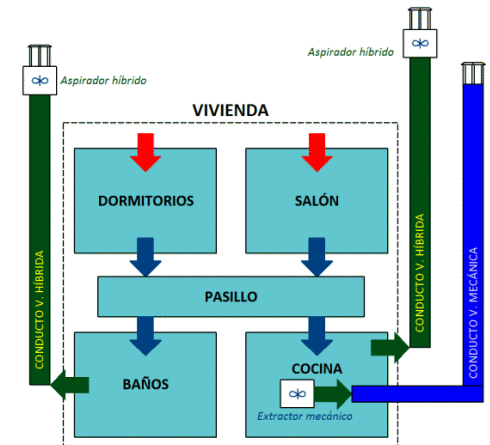 Aspirador híbrido
Aspirador híbrido
VIVIENDA
DORMITORIOS
SALÓN
PASILLO
BAÑOS
COCINA
Extractor mecánico
CONDUCTO V. HÍBRIDA
CONDUCTO V. HÍBRIDA
CONDUCTO V. MECÁNICA